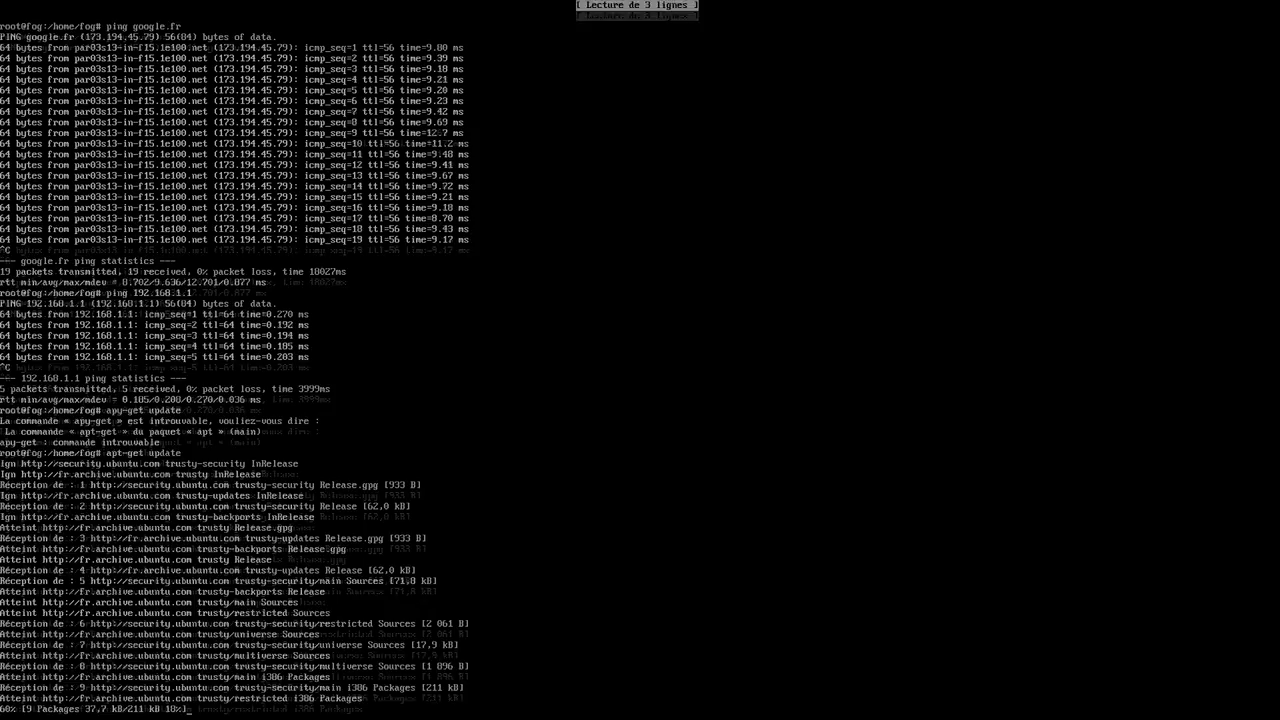 [ Lecture de 3 lignes ]
root@fog:/home/fog# ping google.fr
PING google.fr (173.194.45.79) 56(84) bytes of data.
64 bytes from par03s13-in-f15.1e100.net (173.194.45.79): icmp_seq=1 ttl=56 time=9.80 ms
64 bytes from par03s13-in-f15.1e100.net (173.194.45.79): icmp_seq=2 ttl=56 time=9.39 ms
64 bytes from par03s13-in-f15.1e100.net (173.194.45.79): icmp_seq=3 ttl=56 time=9.18 ms
64 bytes from par03s13-in-f15.1e100.net (173.194.45.79): icmp_seq=4 ttl=56 time=9.21 ms
64 bytes from par03s13-in-f15.1e100.net (173.194.45.79): icmp_seq=5 ttl=56 time=9.20 ms
64 bytes from par03s13-in-f15.1e100.net (173.194.45.79): icmp_seq=6 ttl=56 time=9.23 ms
64 bytes from par03s13-in-f15.1e100.net (173.194.45.79): icmp_seq=7 ttl=56 time=9.42 ms
64 bytes from par03s13-in-f15.1e100.net (173.194.45.79): icmp_seq=8 ttl=56 time=9.69 ms
64 bytes from par03s13-in-f15.1e100.net (173.194.45.79): icmp_seq=9 ttl=56 time=12.7 ms
64 bytes from par03s13-in-f15.1e100.net (173.194.45.79): icmp_seq=10 ttl=56 time=11.2 ms
64 bytes from par03s13-in-f15.1e100.net (173.194.45.79): icmp_seq=11 ttl=56 time=9.48 ms
64 bytes from par03s13-in-f15.1e100.net (173.194.45.79): icmp_seq=12 ttl=56 time=9.41 ms
64 bytes from par03s13-in-f15.1e100.net (173.194.45.79): icmp_seq=13 ttl=56 time=9.67 ms
64 bytes from par03s13-in-f15.1e100.net (173.194.45.79): icmp_seq=14 ttl=56 time=9.72 ms
64 bytes from par03s13-in-f15.1e100.net (173.194.45.79): icmp_seq=15 ttl=56 time=9.21 ms
64 bytes from par03s13-in-f15.1e100.net (173.194.45.79): icmp_seq=16 ttl=56 time=9.18 ms
64 bytes from par03s13-in-f15.1e100.net (173.194.45.79): icmp_seq=17 ttl=56 time=8.70 ms
64 bytes from par03s13-in-f15.1e100.net (173.194.45.79): icmp_seq=18 ttl=56 time=9.43 ms
64 bytes from par03s13-in-f15.1e100.net (173.194.45.79): icmp_seq=19 ttl=56 time=9.17 ms
^C
--- google.fr ping statistics ---
19 packets transmitted, 19 received, 0% packet loss, time 18027ms
rtt min/avg/max/mdev = 8.702/9.636/12.701/0.877 ms
root@fog:/home/fog# ping 192.168.1.1
PING 192.168.1.1 (192.168.1.1) 56(84) bytes of data.
64 bytes from 192.168.1.1: icmp_seq=1 ttl=64 time=0.270 ms
64 bytes from 192.168.1.1: icmp_seq=2 ttl=64 time=0.192 ms
64 bytes from 192.168.1.1: icmp_seq=3 ttl=64 time=0.194 ms
64 bytes from 192.168.1.1: icmp_seq=4 ttl=64 time=0.185 ms
64 bytes from 192.168.1.1: icmp_seq=5 ttl=64 time=0.203 ms
^C
--- 192.168.1.1 ping statistics ---
5 packets transmitted, 5 received, 0% packet loss, time 3999ms
rtt min/avg/max/mdev = 0.185/0.208/0.270/0.036 ms
root@fog:/home/fog# apy-get update
La commande « apy-get » est introuvable, vouliez-vous dire :
 La commande « apt-get » du paquet « apt » (main)
apy-get : commande introuvable
root@fog:/home/fog# apt-get update
Ign http://security.ubuntu.com trusty-security InRelease
Ign http://fr.archive.ubuntu.com trusty InRelease
Réception de : 1 http://security.ubuntu.com trusty-security Release.gpg [933 B]
Ign http://fr.archive.ubuntu.com trusty-updates InRelease
Réception de : 2 http://security.ubuntu.com trusty-security Release [62,0 kB]
Ign http://fr.archive.ubuntu.com trusty-backports InRelease
Atteint http://fr.archive.ubuntu.com trusty Release.gpg
Réception de : 3 http://fr.archive.ubuntu.com trusty-updates Release.gpg [933 B]
Atteint http://fr.archive.ubuntu.com trusty-backports Release.gpg
Atteint http://fr.archive.ubuntu.com trusty Release
Réception de : 4 http://fr.archive.ubuntu.com trusty-updates Release [62,0 kB]
Réception de : 5 http://security.ubuntu.com trusty-security/main Sources [71,8 kB]
Atteint http://fr.archive.ubuntu.com trusty-backports Release
Atteint http://fr.archive.ubuntu.com trusty/main Sources
Atteint http://fr.archive.ubuntu.com trusty/restricted Sources
Réception de : 6 http://security.ubuntu.com trusty-security/restricted Sources [2 061 B]
Atteint http://fr.archive.ubuntu.com trusty/universe Sources
Réception de : 7 http://security.ubuntu.com trusty-security/universe Sources [17,9 kB]
Atteint http://fr.archive.ubuntu.com trusty/multiverse Sources
Réception de : 8 http://security.ubuntu.com trusty-security/multiverse Sources [1 896 B]
Atteint http://fr.archive.ubuntu.com trusty/main i386 Packages
Réception de : 9 http://security.ubuntu.com trusty-security/main i386 Packages [211 kB]
Atteint http://fr.archive.ubuntu.com trusty/restricted i386 Packages
60% [9 Packages 37,7 kB/211 kB 18%]